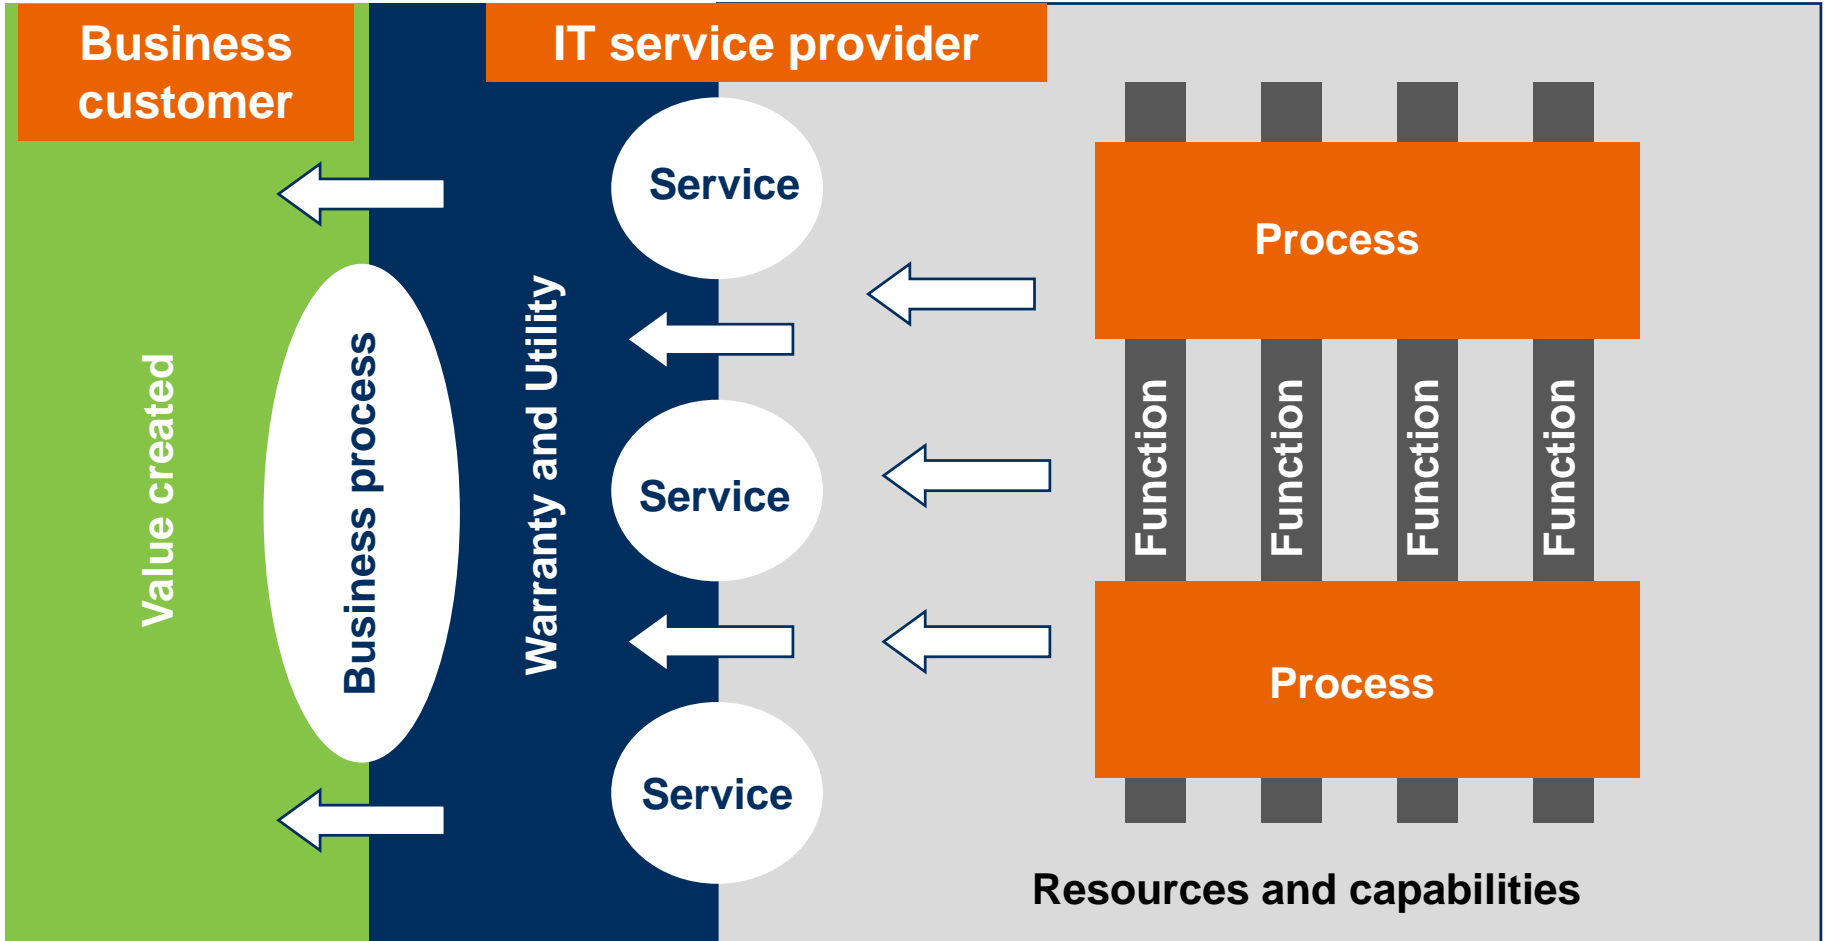 Business
customer
IT service provider
Value created
Business process
Warranty and Utility
Service
Service
Service
Process
Function
Function
Function
Function
Process
Resources and capabilities